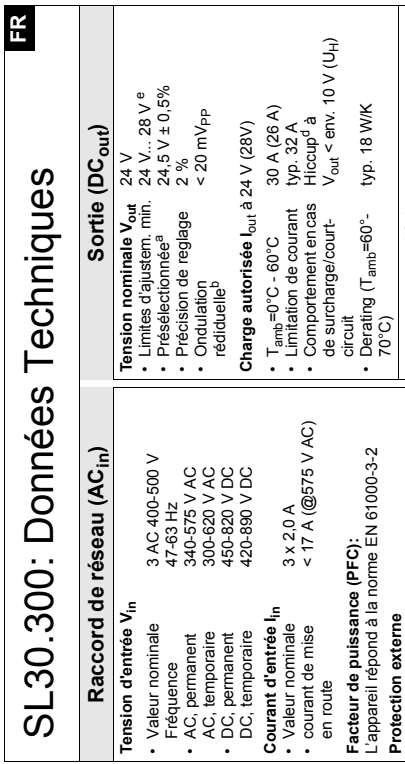 FR
SL30.300: Données Techniques
Raccord de réseau (ACin)
Tension d'entrée Vin
• Valeur nominale 3 AC 400-500 V
Fréquence 47-63 Hz
• AC, permanent 340-575 V AC
AC, temporaire 300-620 V AC
• DC, permanent 450-820 V DC
DC, temporaire 420-890 V DC
Courant d'entrée Iin
• Valeur nominale 3 x 2,0 A
• courant de mise < 17 A (@575 V AC)
en route
Facteur de puissance (PFC):
L'appareil répond à la norme EN 61000-3-2
Protection externe
Sortie (DCout)
Tension nominale Vout 24 V
• Limites d'ajustem. min. 24 V... 28 V e
• Présélectionnéea 24,5 V ± 0,5%
• Précision de reglage 2 %
• Ondulation < 20 mVPP
rédiduelleb
Charge autorisée Iout à 24 V (28V)
• Tamb=0°C - 60°C 30 A (26 A)
• Limitation de courant typ. 32 A
• Comportement en cas Hiccupd à
de surcharge/court- Vout < env. 10 V (UH)
circuit
• Derating (Tamb=60°- typ. 18 W/K
70°C)